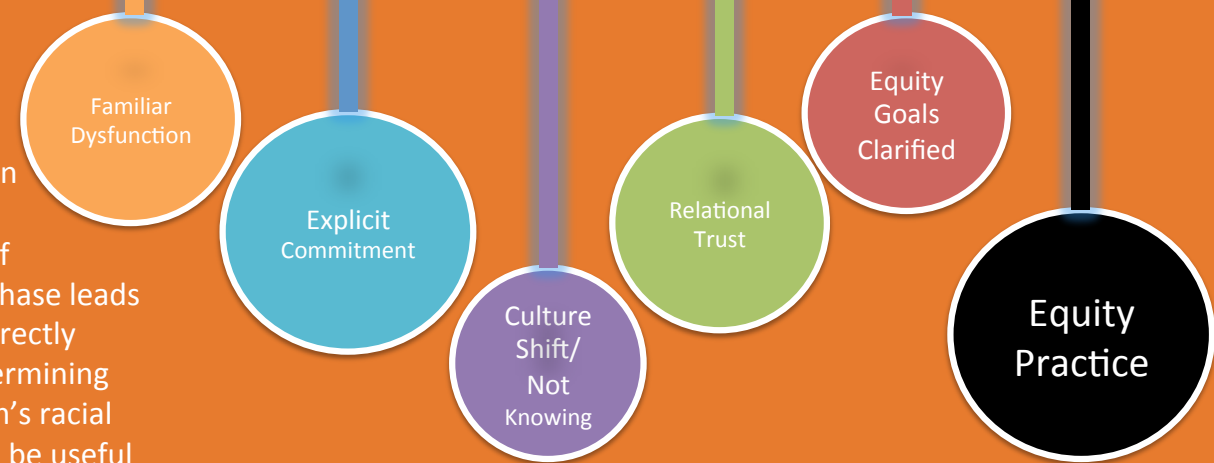 n
f
hase leads
rectly
ermining
n's racial
be useful
Familiar
Dysfunction
Explicit
Commitment
Culture
Shift/
Not
Knowing
Relational
Trust
Equity
Goals
Clarified
Equity
Practice